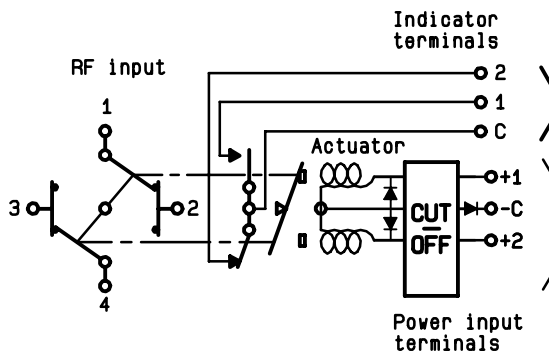 Indicator
terminals
RF input
2
1
1
C
Actuator
+1
3
2
CUT
-C
OFF
+2
4
Power input
terminals